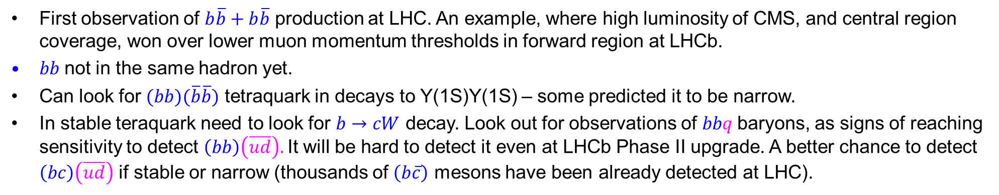 • First observation of 𝑏𝑏̅ + 𝑏𝑏̅ production at LHC. An example, where high luminosity of CMS, and central region
coverage, won over lower muon momentum thresholds in forward region at LHCb.
• 𝑏𝑏 not in the same hadron yet.
• Can look for (𝑏𝑏)(𝑏̅𝑏̅) tetraquark in decays to Y(1S)Y(1S) – some predicted it to be narrow.
• In stable teraquark need to look for 𝑏 → 𝑐𝑊 decay. Look out for observations of 𝑏𝑏𝑞 baryons, as signs of reaching
sensitivity to detect (𝑏𝑏)(𝑢̅𝑑̅). It will be hard to detect it even at LHCb Phase II upgrade. A better chance to detect
(𝑏𝑐)(𝑢̅𝑑̅) if stable or narrow (thousands of (𝑏𝑐̅) mesons have been already detected at LHC).